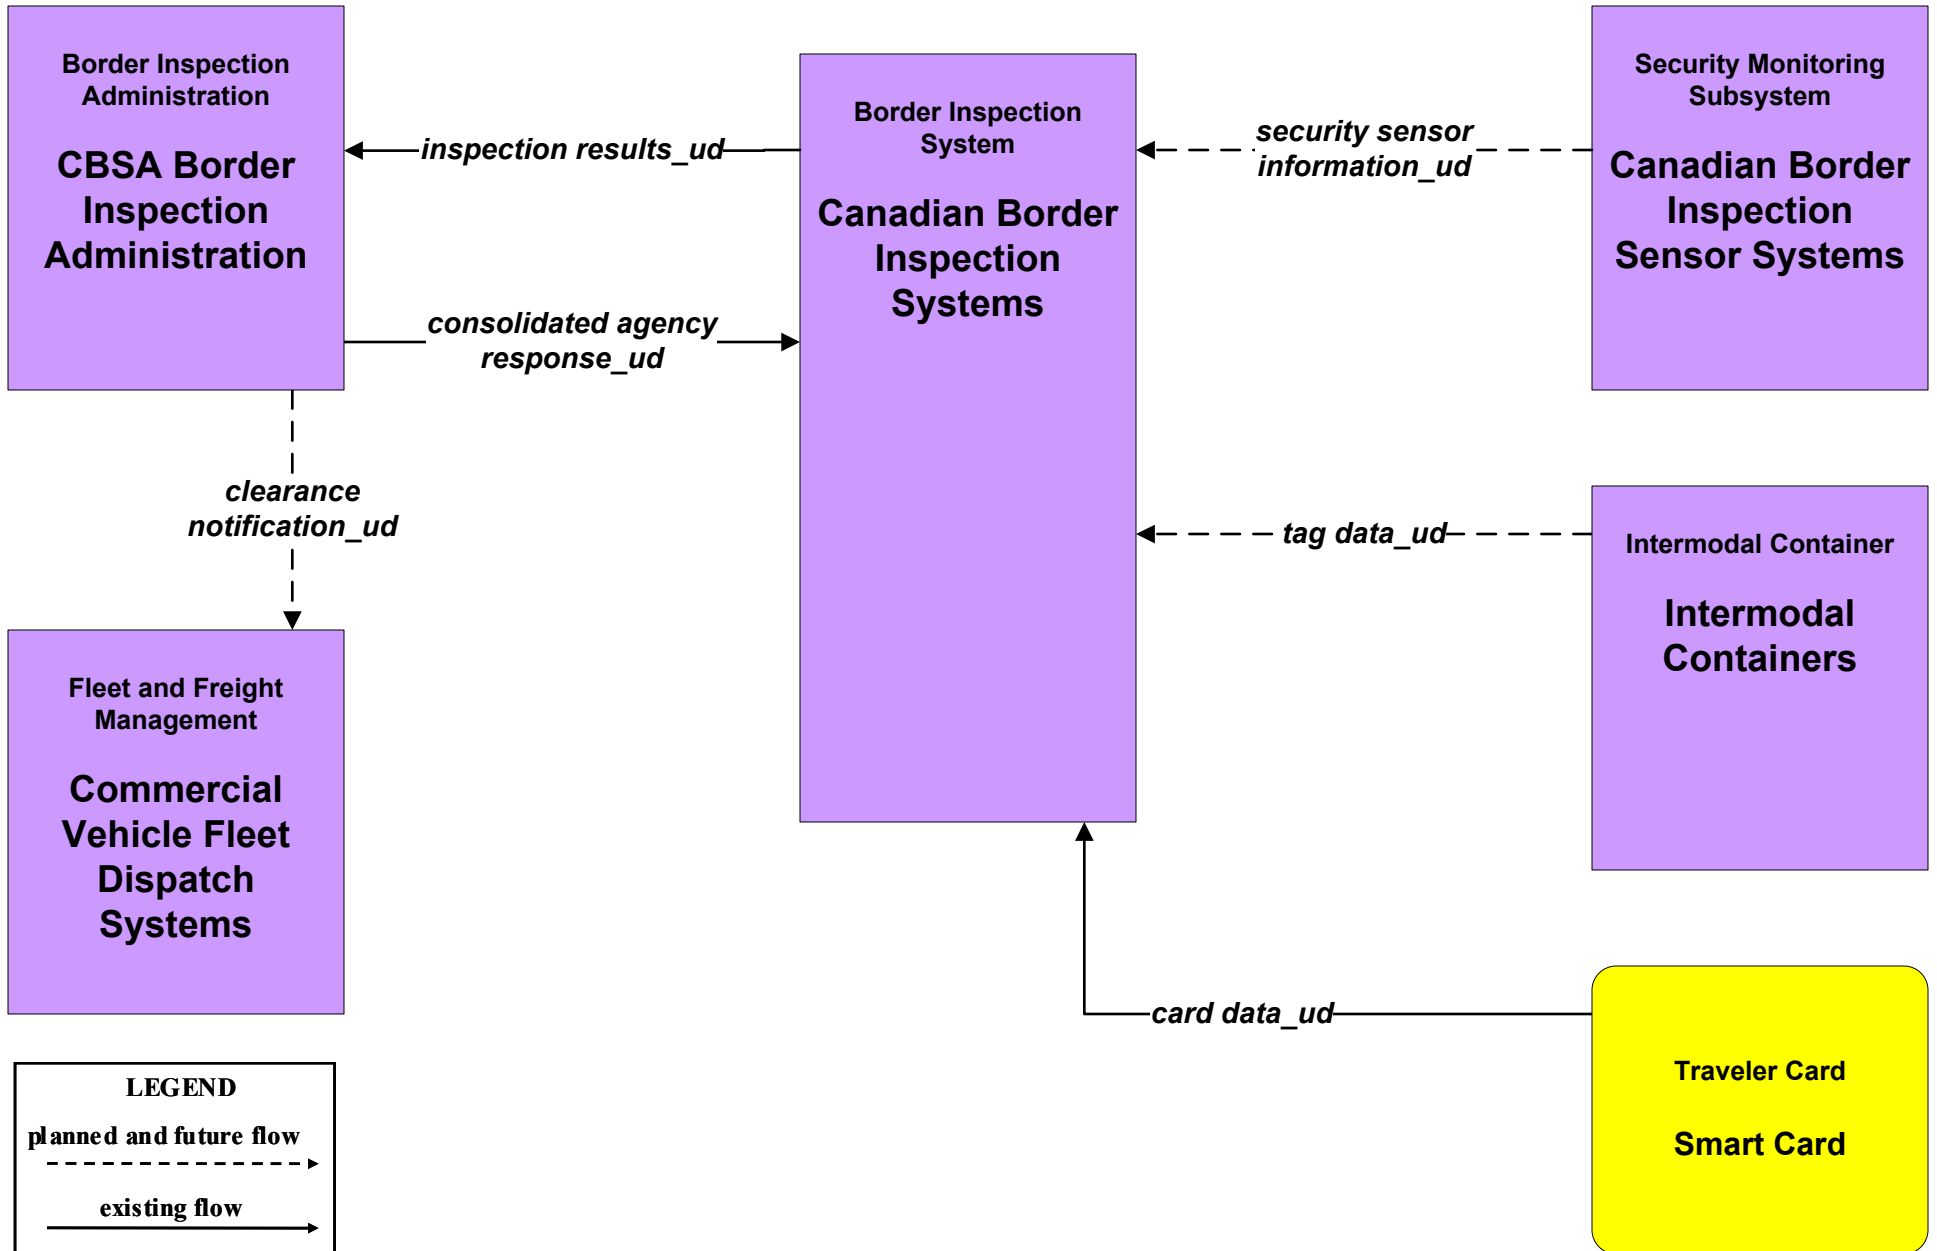 Border Inspection
Administration
CBSA Border
Inspection
Administration
inspection results_ud
consolidated agency
response_ud
Border Inspection
System
Canadian Border
Inspection
Systems
security sensor
information_ud
Security Monitoring
Subsystem
Canadian Border
Inspection
Sensor Systems
clearance
notification_ud
tag data_ud
Intermodal Container
Intermodal
Containers
Fleet and Freight
Management
Commercial
Vehicle Fleet
Dispatch
Systems
card data_ud
Traveler Card
Smart Card
LEGEND
planned and future flow
existing flow